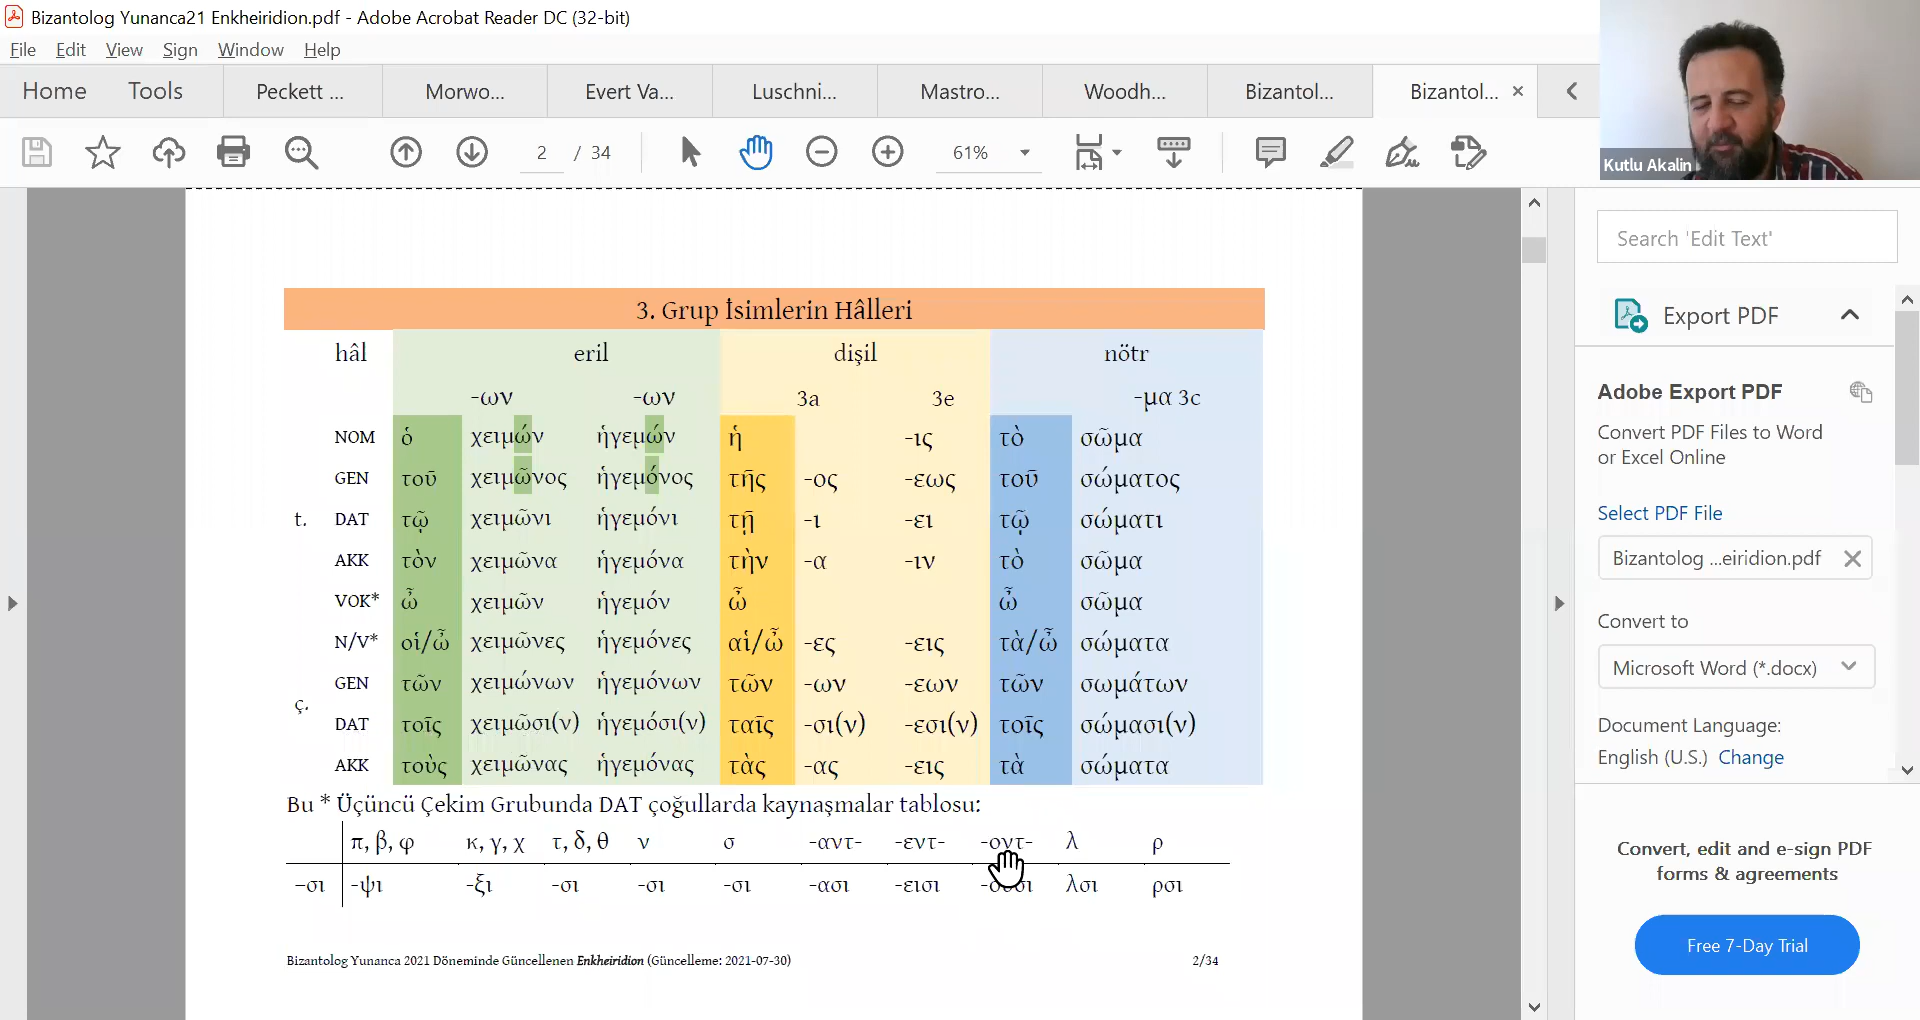 Bizantolog Yunanca21 Enkheiridion.pdf - Adobe Acrobat Reader DC (32-bit)
File Edit View Sign Window Help
Home Tools Peckett ... Morwo... Evert Va... Luschni... Mastro... Woodh... Bizantol... Bizantol... ×
2 / 34 61%
Kutlu Akalin
3. Grup İsimlerin Hâlleri
hâl eril dişil nötr
-ων -ων 3a 3e -μα 3c
NOM ὁ χειμών ἡγεμών ἡ -ις τὸ σῶμα
GEN τοῦ χειμῶνος ἡγεμόνος τῆς -ος -εως τοῦ σώματος
t. DAT τῷ χειμῶνι ἡγεμόνι τῇ -ι -ει τῷ σώματι
AKK τὸν χειμῶνα ἡγεμόνα τὴν -α -ιν τὸ σῶμα
VOK* ὦ χειμῶν ἡγεμόν ὦ ὦ σῶμα
N/V* οἱ/ὦ χειμῶνες ἡγεμόνες αἱ/ὦ -ες -εις τὰ/ὦ σώματα
GEN τῶν χειμώνων ἡγεμόνων τῶν -ων -εων τῶν σωμάτων
ç. DAT τοῖς χειμῶσι(ν) ἡγεμόσι(ν) ταῖς -σι(ν) -εσι(ν) τοῖς σώμασι(ν)
AKK τοὺς χειμῶνας ἡγεμόνας τὰς -ας -εις τὰ σώματα
Bu * Üçüncü Çekim Grubunda DAT çoğullarda kaynaşmalar tablosu:
π, β, φ κ, γ, χ τ, δ, θ ν σ -αντ- -εντ- -οντ- λ ρ
–σι -ψι -ξι -σι -σι -σι -ασι -εισι -ουσι λσι ρσι
Bizantolog Yunanca 2021 Döneminde Güncellenen Enkheiridion (Güncelleme: 2021-07-30) 2/34
Search 'Edit Text'
Export PDF
Adobe Export PDF
Convert PDF Files to Word
or Excel Online
Select PDF File
Bizantolog ...eiridion.pdf
Convert to
Microsoft Word (*.docx)
Document Language:
English (U.S.) Change
Convert, edit and e-sign PDF
forms & agreements
Free 7-Day Trial